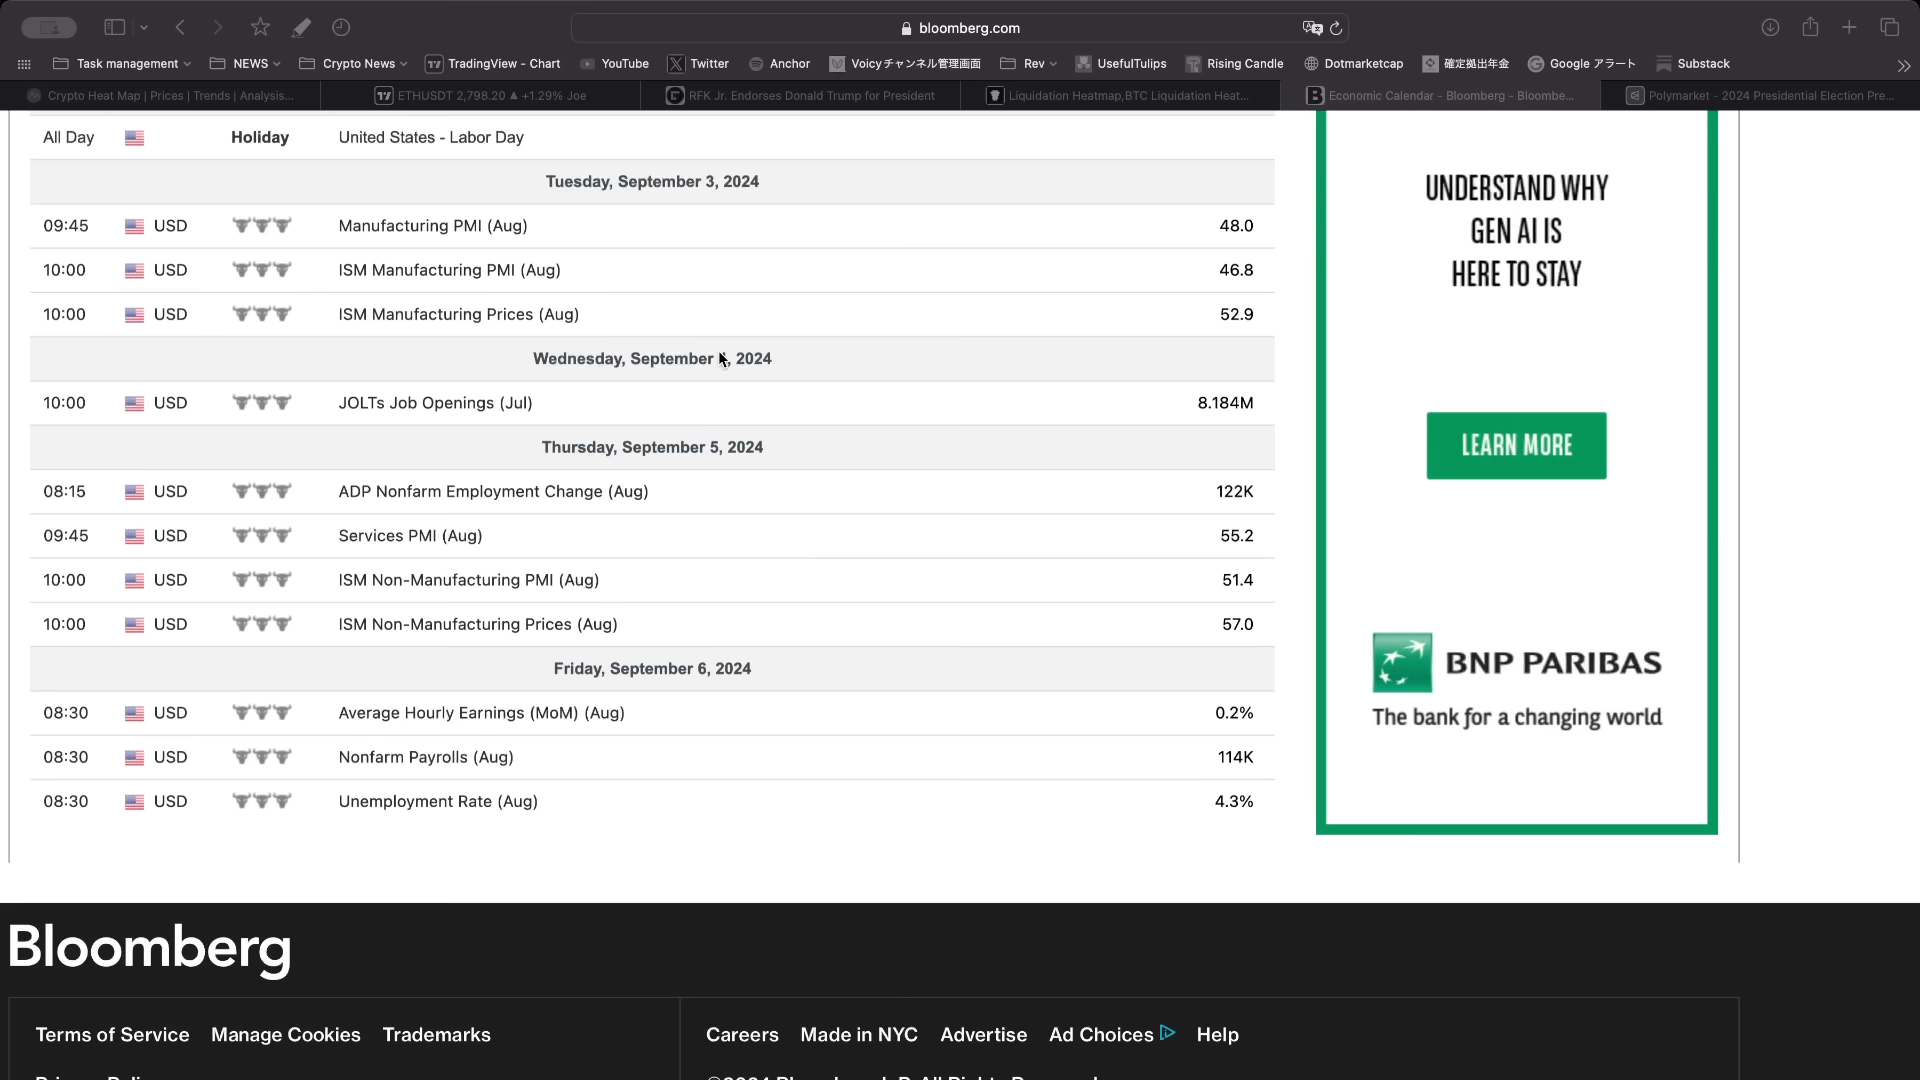 bloomberg.com
Task management NEWS Crypto News TradingView - Chart YouTube Twitter Anchor Voicyチャンネル管理画面 Rev UsefulTulips Rising Candle Dotmarketcap 確定拠出年金 Google アラート Substack
Crypto Heat Map | Prices | Trends | Analysis... ETHUSDT 2,798.20 ▲ +1.29% Joe RFK Jr. Endorses Donald Trump for President Liquidation Heatmap,BTC Liquidation Heat... Economic Calendar - Bloomberg - Bloombe... Polymarket - 2024 Presidential Election Pre...
All Day Holiday United States - Labor Day
Tuesday, September 3, 2024
09:45 USD Manufacturing PMI (Aug) 48.0
10:00 USD ISM Manufacturing PMI (Aug) 46.8
10:00 USD ISM Manufacturing Prices (Aug) 52.9
Wednesday, September , 2024
10:00 USD JOLTs Job Openings (Jul) 8.184M
Thursday, September 5, 2024
08:15 USD ADP Nonfarm Employment Change (Aug) 122K
09:45 USD Services PMI (Aug) 55.2
10:00 USD ISM Non-Manufacturing PMI (Aug) 51.4
10:00 USD ISM Non-Manufacturing Prices (Aug) 57.0
Friday, September 6, 2024
08:30 USD Average Hourly Earnings (MoM) (Aug) 0.2%
08:30 USD Nonfarm Payrolls (Aug) 114K
08:30 USD Unemployment Rate (Aug) 4.3%
UNDERSTAND WHY
GEN AI IS
HERE TO STAY
LEARN MORE
BNP PARIBAS
The bank for a changing world
Bloomberg
Terms of Service Manage Cookies Trademarks
Careers Made in NYC Advertise Ad Choices Help